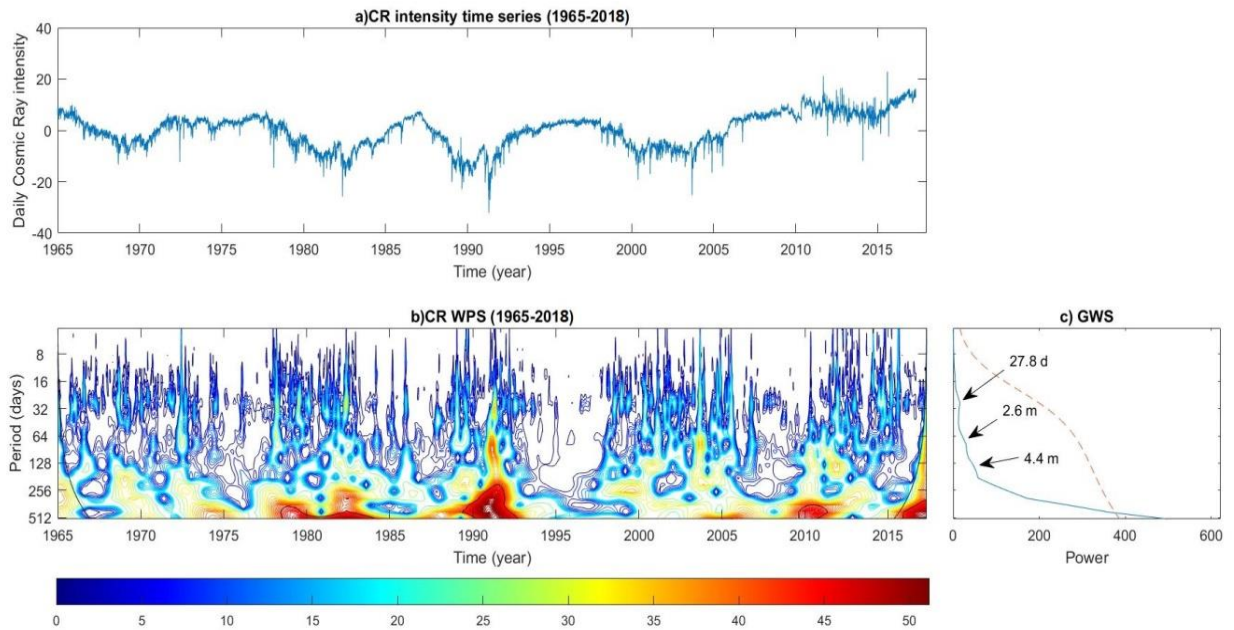 a)CR intensity time series (1965-2018)
40
20
0
-20
-40
Daily Cosmic Ray intensity
1965 1970 1975 1980 1985 1990 1995 2000 2005 2010 2015
Time (year)
b)CR WPS (1965-2018)
8
16
32
64
128
256
512
Period (days)
1965 1970 1975 1980 1985 1990 1995 2000 2005 2010 2015
Time (year)
c) GWS
27.8 d
2.6 m
4.4 m
0 200 400 600
Power
0 5 10 15 20 25 30 35 40 45 50